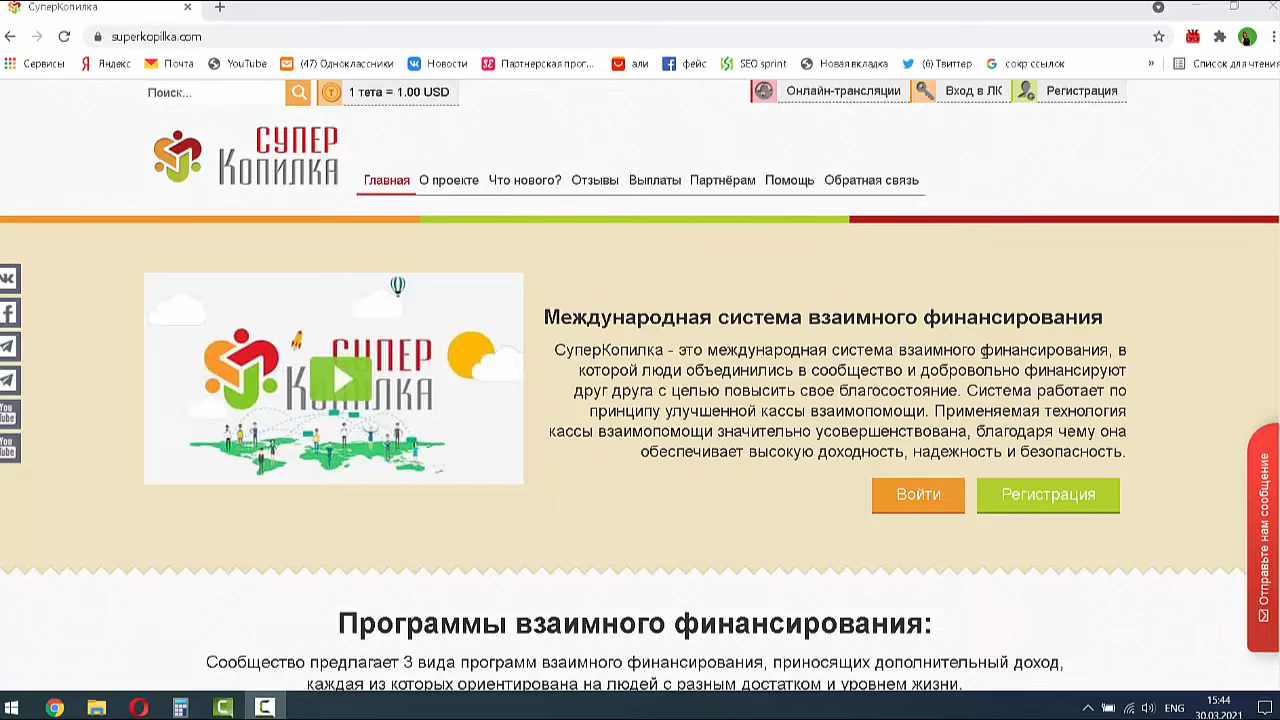 СуперКопилка
superkopilka.com
Сервисы
Яндекс
Почта
YouTube
(47) Одноклассники
Новости
Партнерская прог...
али
фейс
SEO sprint
Новая вкладка
(6) Твиттер
сокр ссылок
»
Список для чтения
Поиск...
1 тета = 1.00 USD
Онлайн-трансляции
Вход в ЛК
Регистрация
СУПЕР
КОПИЛКА
Главная
О проекте
Что нового?
Отзывы
Выплаты
Партнёрам
Помощь
Обратная связь
СУПЕР
КОПИЛКА
Международная система взаимного финансирования
СуперКопилка - это международная система взаимного финансирования, в
которой люди объединились в сообщество и добровольно финансируют
друг друга с целью повысить свое благосостояние. Система работает по
принципу улучшенной кассы взаимопомощи. Применяемая технология
кассы взаимопомощи значительно усовершенствована, благодаря чему она
обеспечивает высокую доходность, надежность и безопасность.
Войти
Регистрация
You
Tube
You
Tube
Отправьте нам сообщение
Программы взаимного финансирования:
Сообщество предлагает 3 вида программ взаимного финансирования, приносящих дополнительный доход,
каждая из которых ориентирована на людей с разным достатком и уровнем жизни.
ENG
15:44
30.03.2021